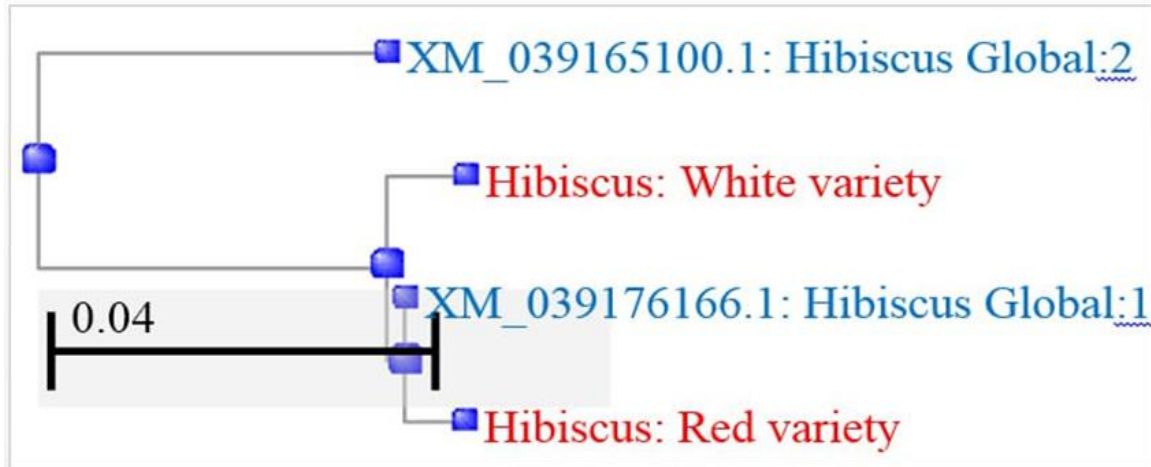 XM_039165100.1: Hibiscus Global:2
Hibiscus: White variety
XM_039176166.1: Hibiscus Global:1
0.04
Hibiscus: Red variety